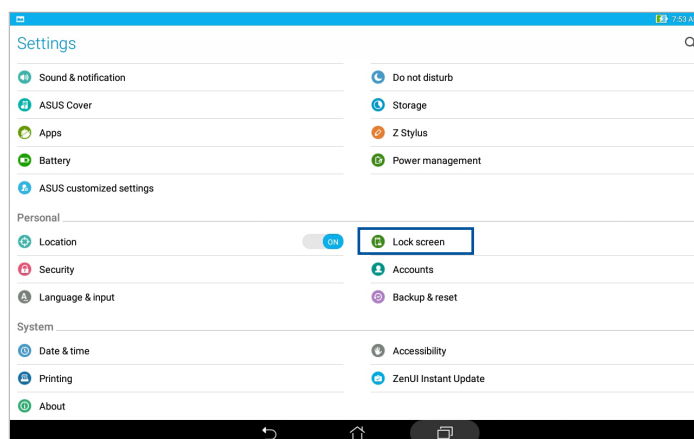 7:53 A
Settings
Sound & notification
Do not disturb
ASUS Cover
Storage
Apps
Z Stylus
Battery
Power management
ASUS customized settings
Personal
Location
ON
Lock screen
Security
Accounts
A
Language & input
Backup & reset
System
Date & time
Accessibility
Printing
ZenUI Instant Update
About